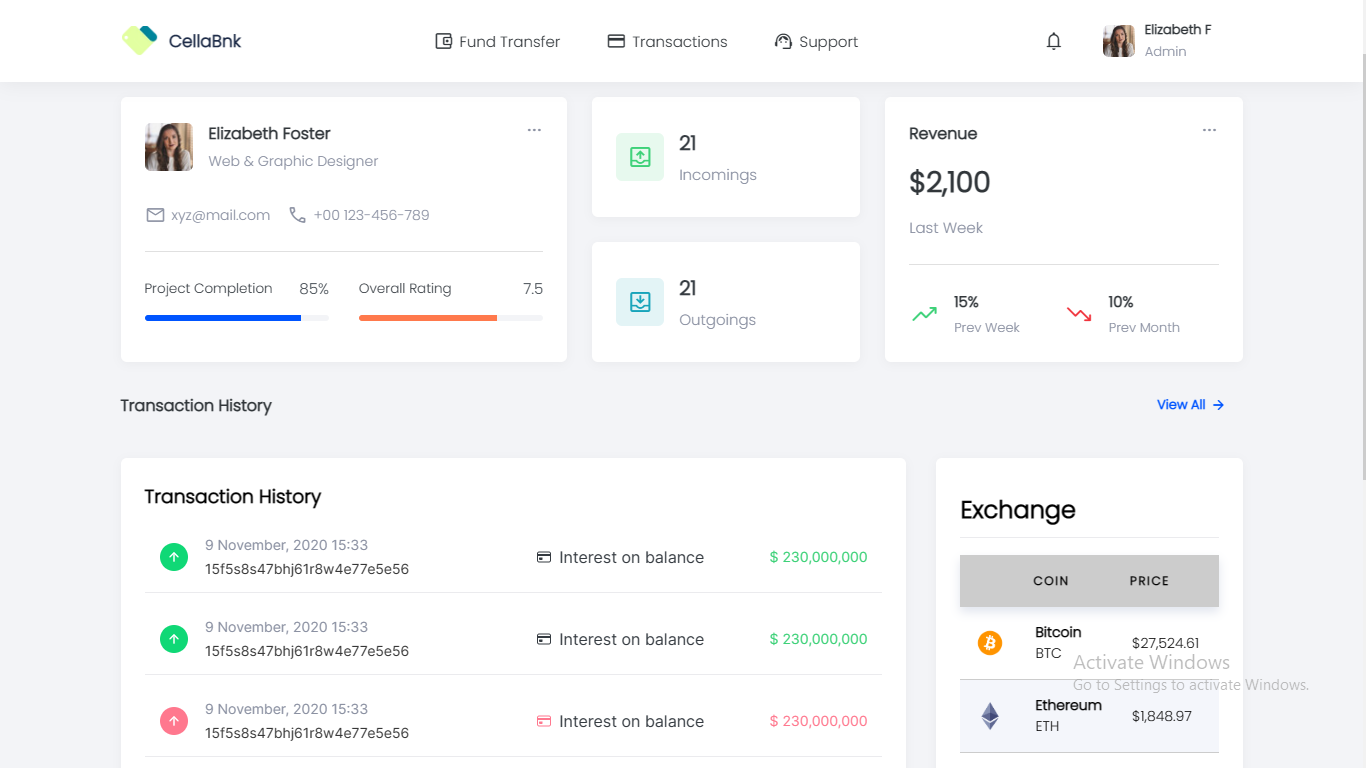 CellaBnk
Fund Transfer
Transactions
Support
Elizabeth F
Admin
Elizabeth Foster
...
Web & Graphic Designer
xyz@mail.com
+00 123-456-789
Project Completion 85%
Overall Rating 7.5
21
Incomings
21
Outgoings
Revenue
...
$2,100
Last Week
15%
Prev Week
10%
Prev Month
Transaction History
View All →
Transaction History
9 November, 2020 15:33
15f5s8s47bhj61r8w4e77e5e56
Interest on balance
$ 230,000,000
9 November, 2020 15:33
15f5s8s47bhj61r8w4e77e5e56
Interest on balance
$ 230,000,000
9 November, 2020 15:33
15f5s8s47bhj61r8w4e77e5e56
Interest on balance
$ 230,000,000
Exchange
COIN PRICE
Bitcoin
BTC
$27,524.61
Ethereum
ETH
$1,848.97
Activate Windows
Go to Settings to activate Windows.